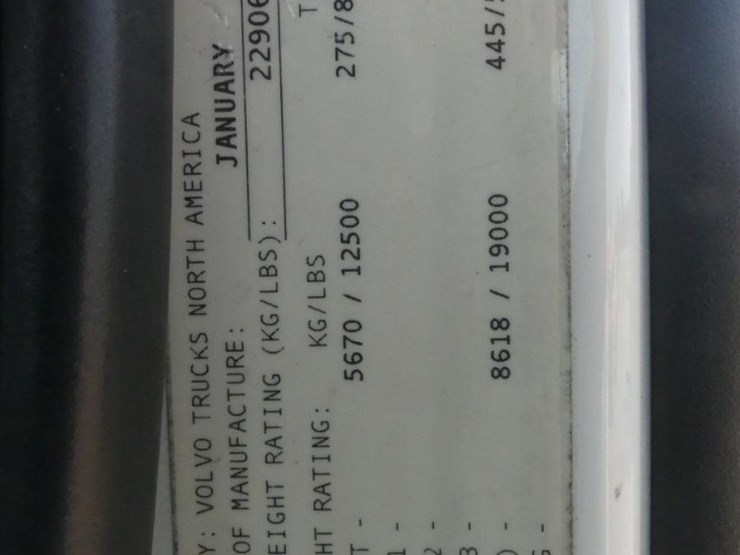 Y: VOLVO TRUCKS NORTH AMERICA
OF MANUFACTURE: JANUARY
EIGHT RATING (KG/LBS): 22906
HT RATING: KG/LBS T
T - 5670 / 12500 275/8
1 -
2 -
3 -
) - 8618 / 19000 445/
-